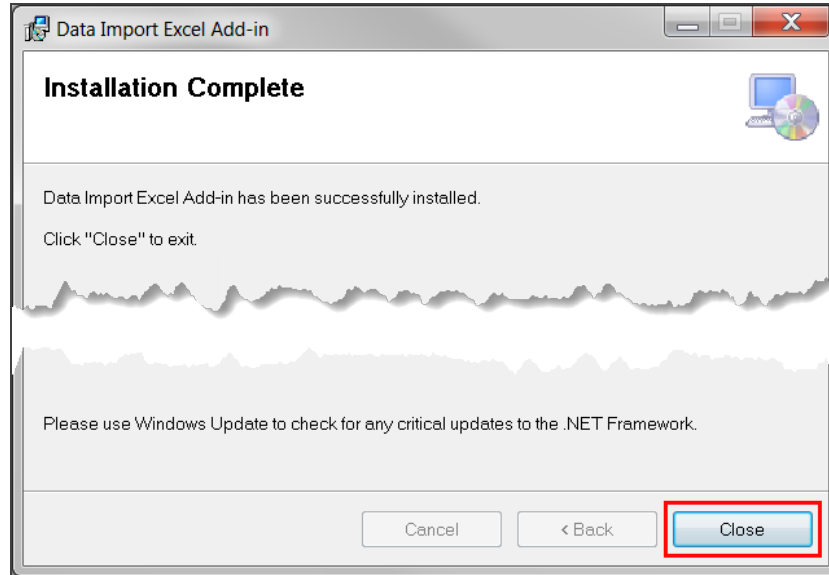 Data Import Excel Add-in
Installation Complete
Data Import Excel Add-in has been successfully installed.
Click "Close" to exit.
Please use Windows Update to check for any critical updates to the .NET Framework.
Cancel
< Back
Close